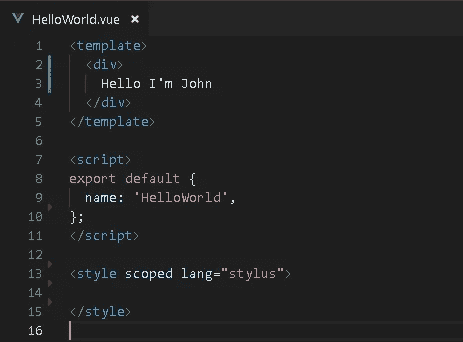 HelloWorld.vue ×
1 <template>
2   <div>
3     Hello I'm John
4   </div>
5 </template>
6
7 <script>
8 export default {
9   name: 'HelloWorld',
10 };
11 </script>
12
13 <style scoped lang="stylus">
14
15 </style>
16